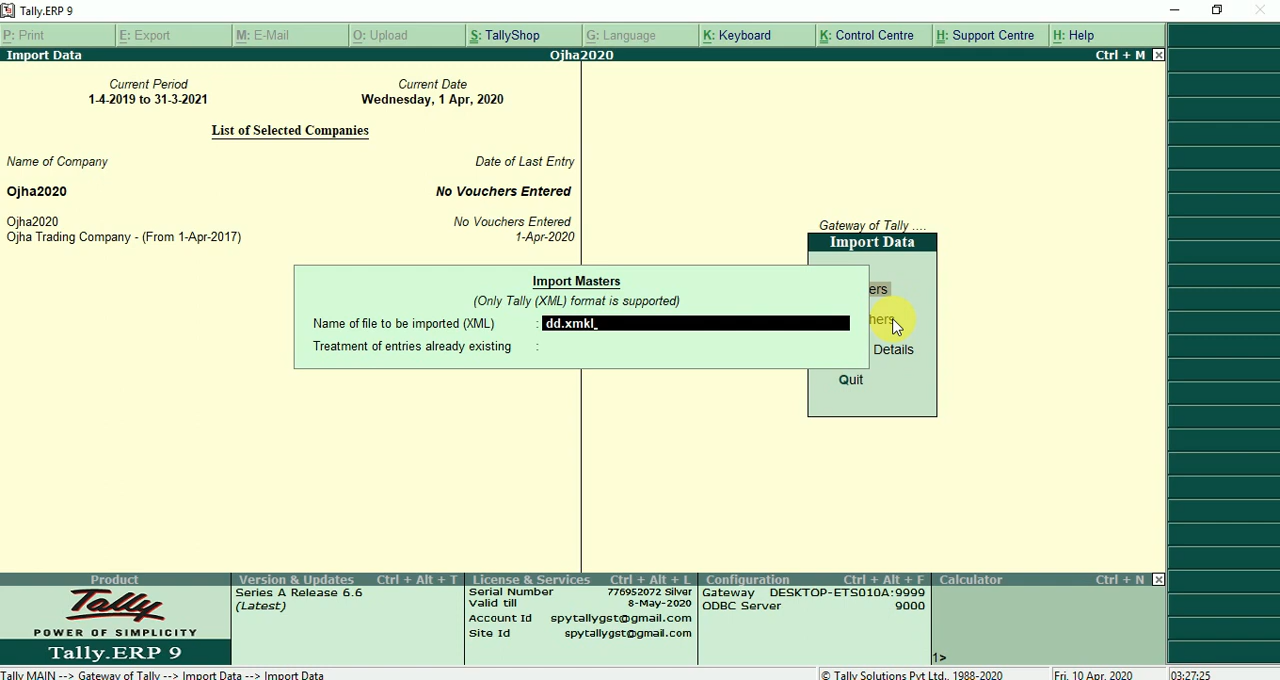 Tally.ERP 9
P: Print
E: Export
M: E-Mail
O: Upload
S: TallyShop
G: Language
K: Keyboard
K: Control Centre
H: Support Centre
H: Help
Import Data
Ojha2020
Ctrl + M
Current Period
1-4-2019 to 31-3-2021
Current Date
Wednesday, 1 Apr, 2020
List of Selected Companies
Name of Company
Date of Last Entry
Ojha2020
No Vouchers Entered
Ojha2020
No Vouchers Entered
Ojha Trading Company - (From 1-Apr-2017)
1-Apr-2020
Gateway of Tally ....
Import Data
ers
hers
Details
Quit
Import Masters
(Only Tally (XML) format is supported)
Name of file to be imported (XML) : dd.xmkl_
Treatment of entries already existing :
Product
Tally
POWER OF SIMPLICITY
Tally.ERP 9
Version & Updates Ctrl + Alt + T
Series A Release 6.6
(Latest)
License & Services Ctrl + Alt + L
Serial Number 776952072 Silver
Valid till 8-May-2020
Account Id spytallygst@gmail.com
Site Id spytallygst@gmail.com
Configuration Ctrl + Alt + F
Gateway DESKTOP-ETS010A:9999
ODBC Server 9000
Calculator Ctrl + N
1>
Tally MAIN --> Gateway of Tally --> Import Data --> Import Data
© Tally Solutions Pvt Ltd., 1988-2020
Fri, 10 Apr, 2020
03:27:25